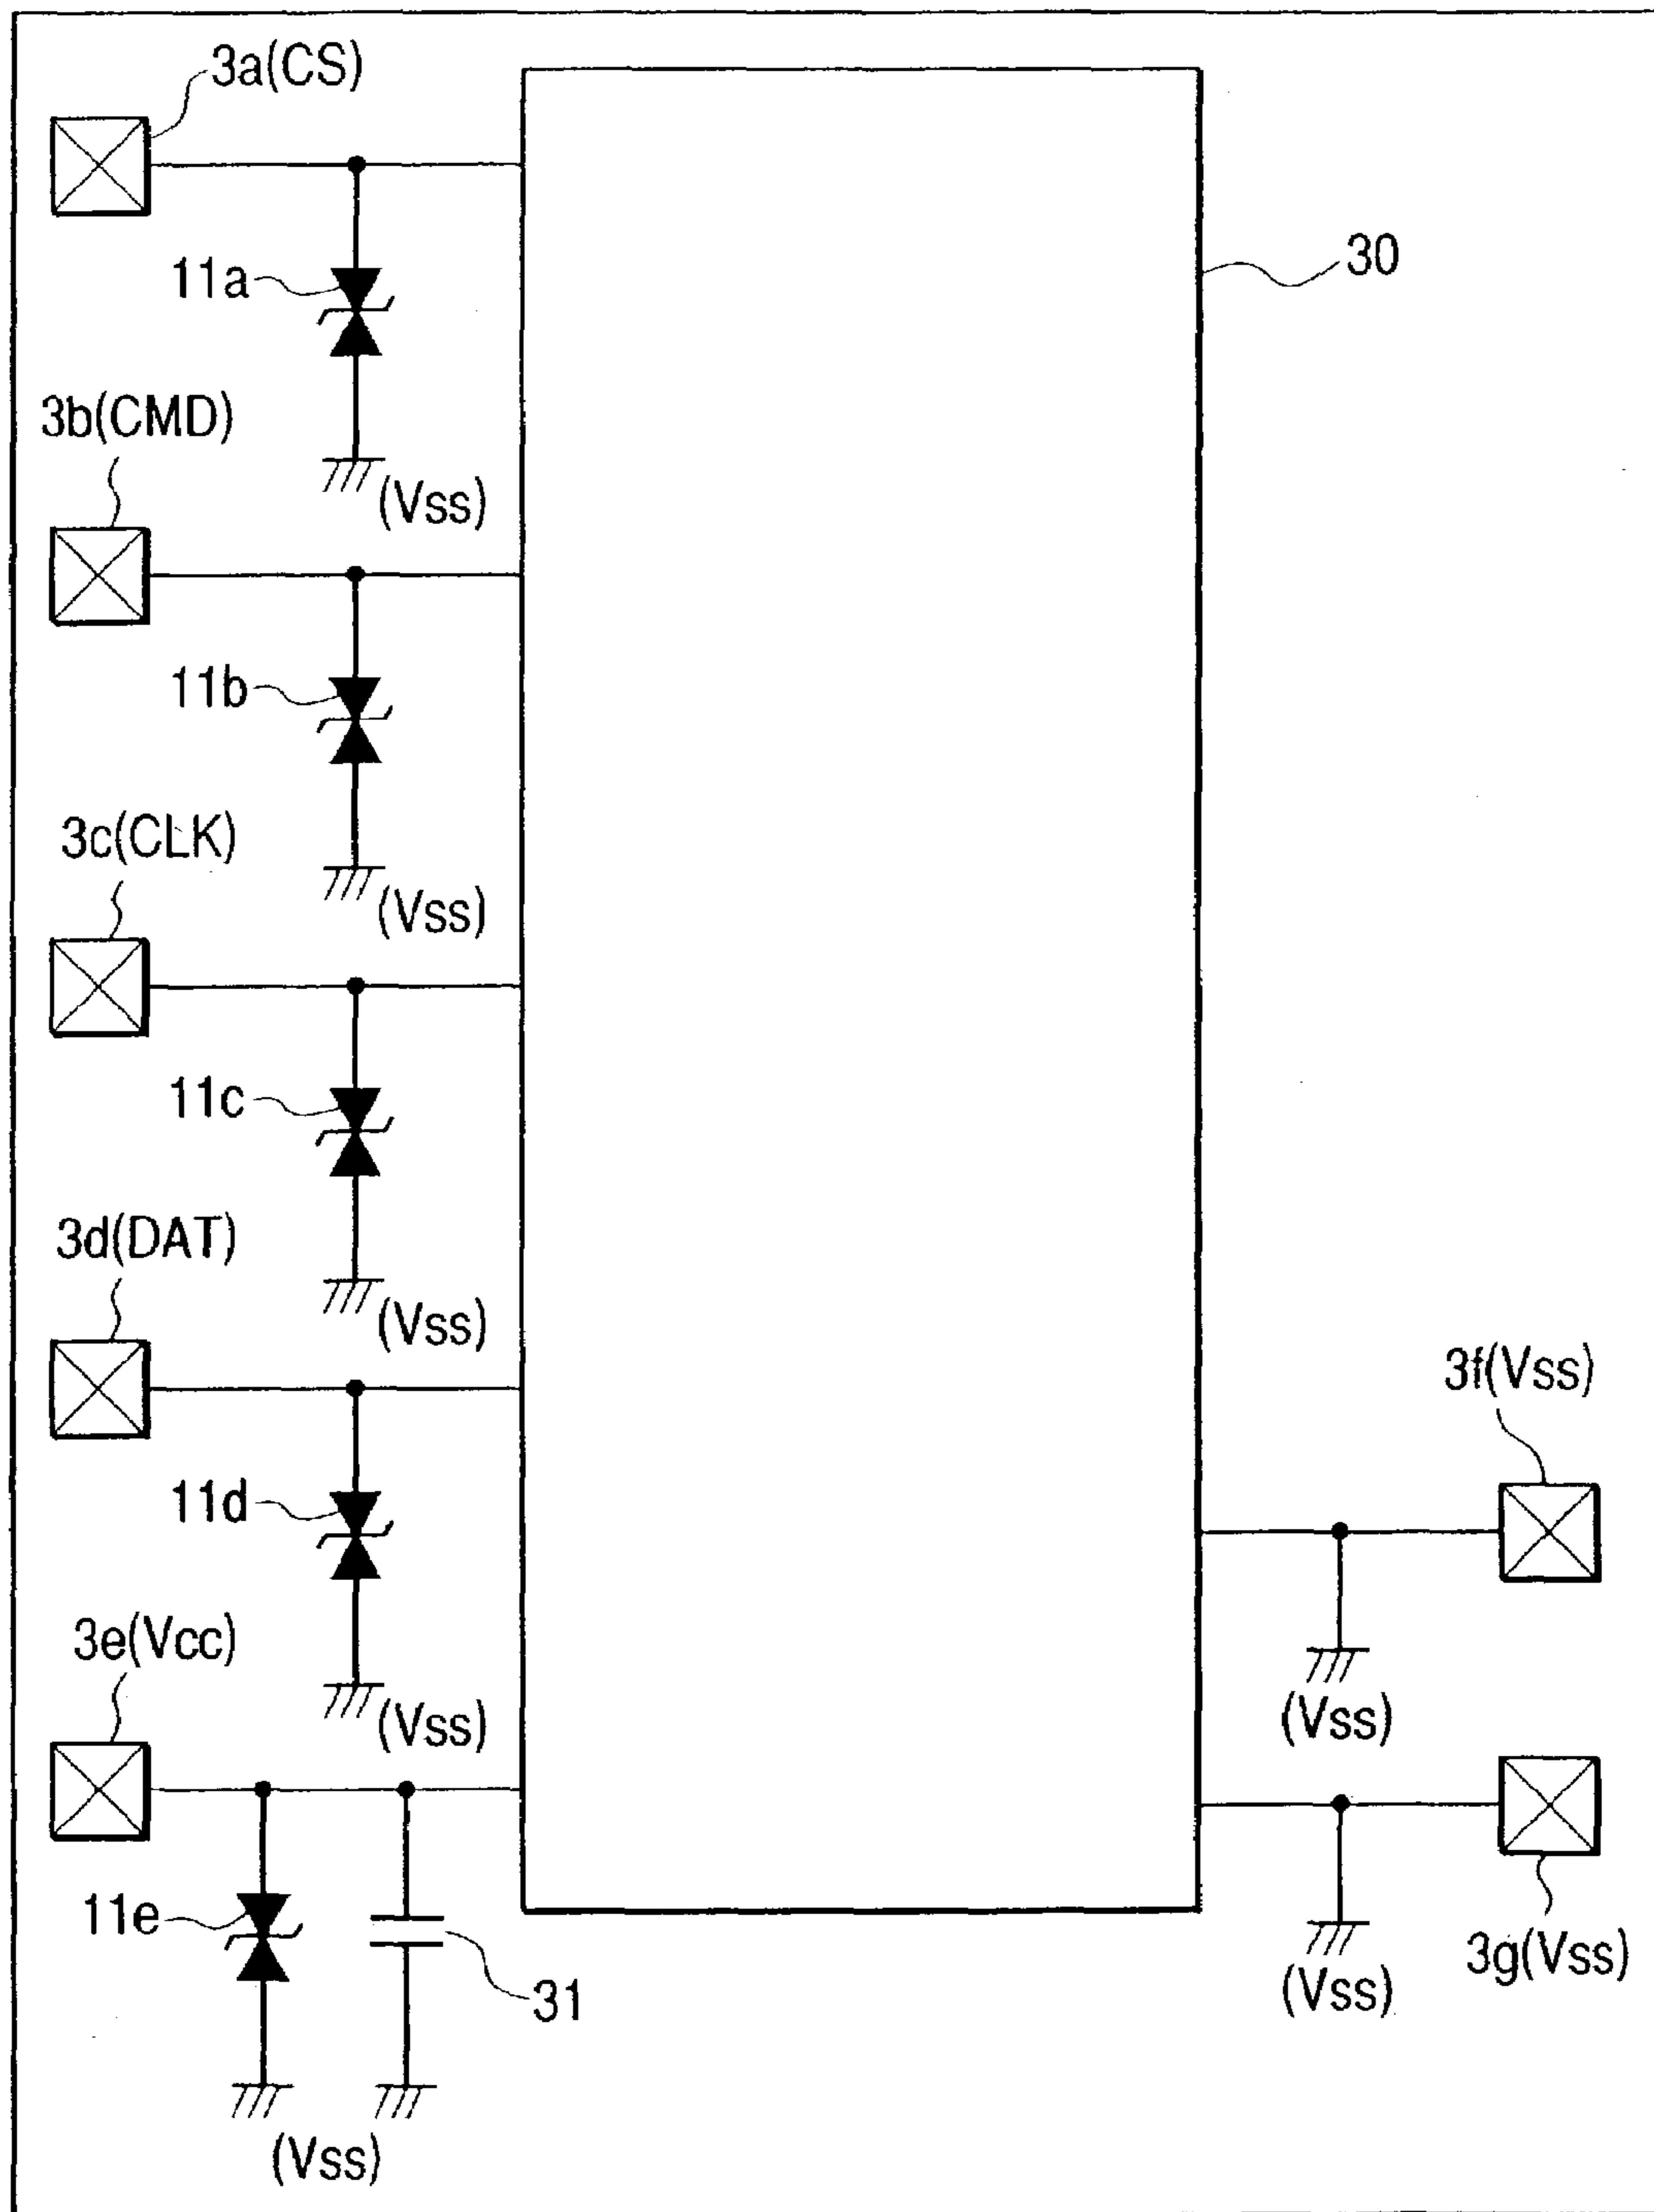 3a(CS)
11a
30
(Vss)
3b(CMD)
11b
(Vss)
3c(CLK)
11c
(Vss)
3d(DAT)
11d
(Vss)
3e(Vcc)
11e
31
(Vss)
3f(Vss)
(Vss)
3g(Vss)
(Vss)